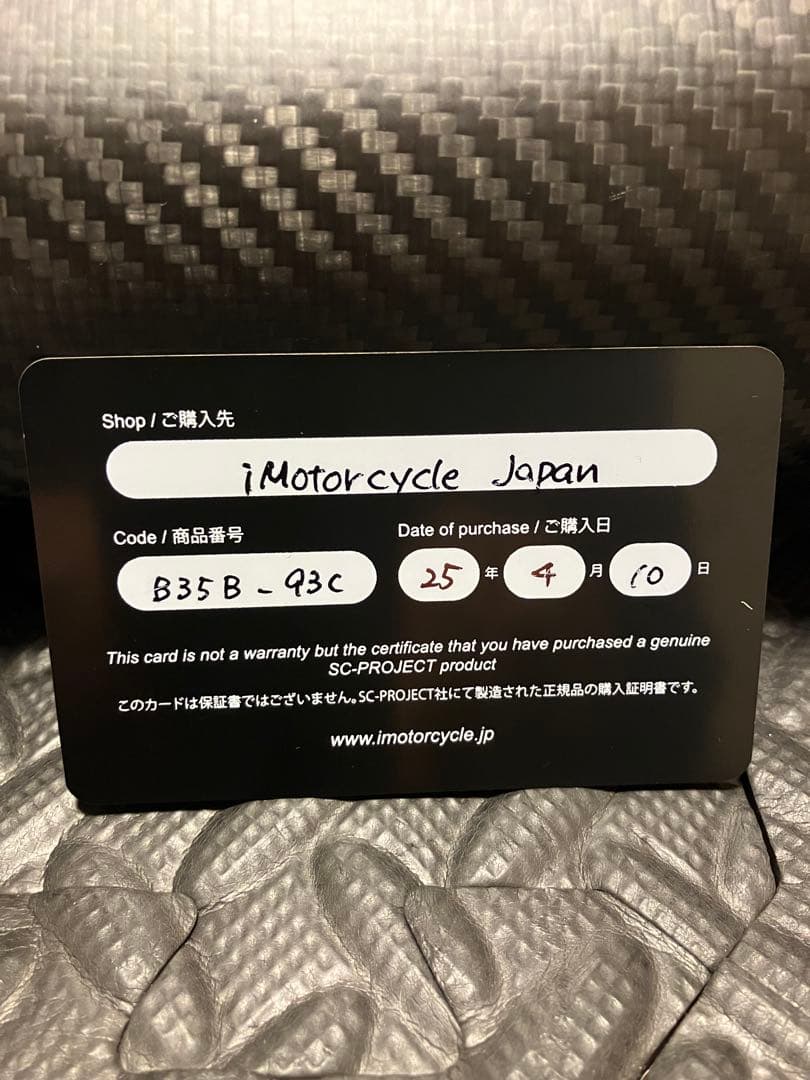 Shop / ご購入先
iMotorcycle Japan
Code / 商品番号
B35B-93C
Date of purchase / ご購入日
25 年 4 月 10 日
This card is not a warranty but the certificate that you have purchased a genuine
SC-PROJECT product
このカードは保証書ではございません。SC-PROJECT社にて製造された正規品の購入証明書です。
www.imotorcycle.jp